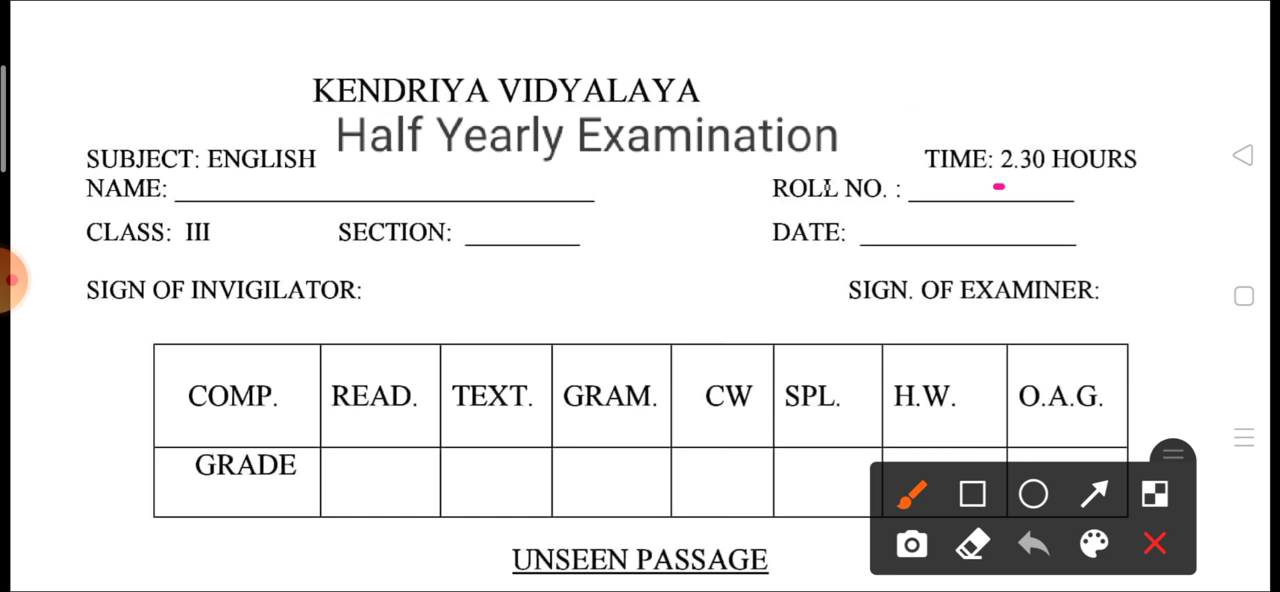 KENDRIYA VIDYALAYA
Half Yearly Examination
SUBJECT: ENGLISH TIME: 2.30 HOURS
NAME: ROLL NO. :
CLASS: III SECTION: DATE:
SIGN OF INVIGILATOR: SIGN. OF EXAMINER:
COMP. READ. TEXT. GRAM. CW SPL. H.W. O.A.G.
GRADE
UNSEEN PASSAGE